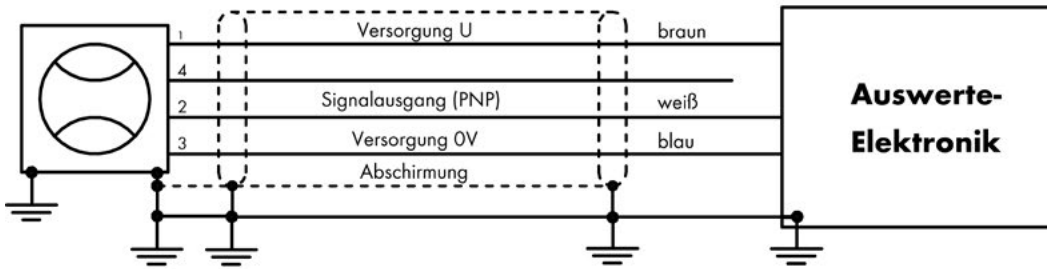 1 Versorgung U braun
4
2 Signalausgang (PNP) weiß
3 Versorgung 0V blau
Abschirmung
Auswerte-
Elektronik